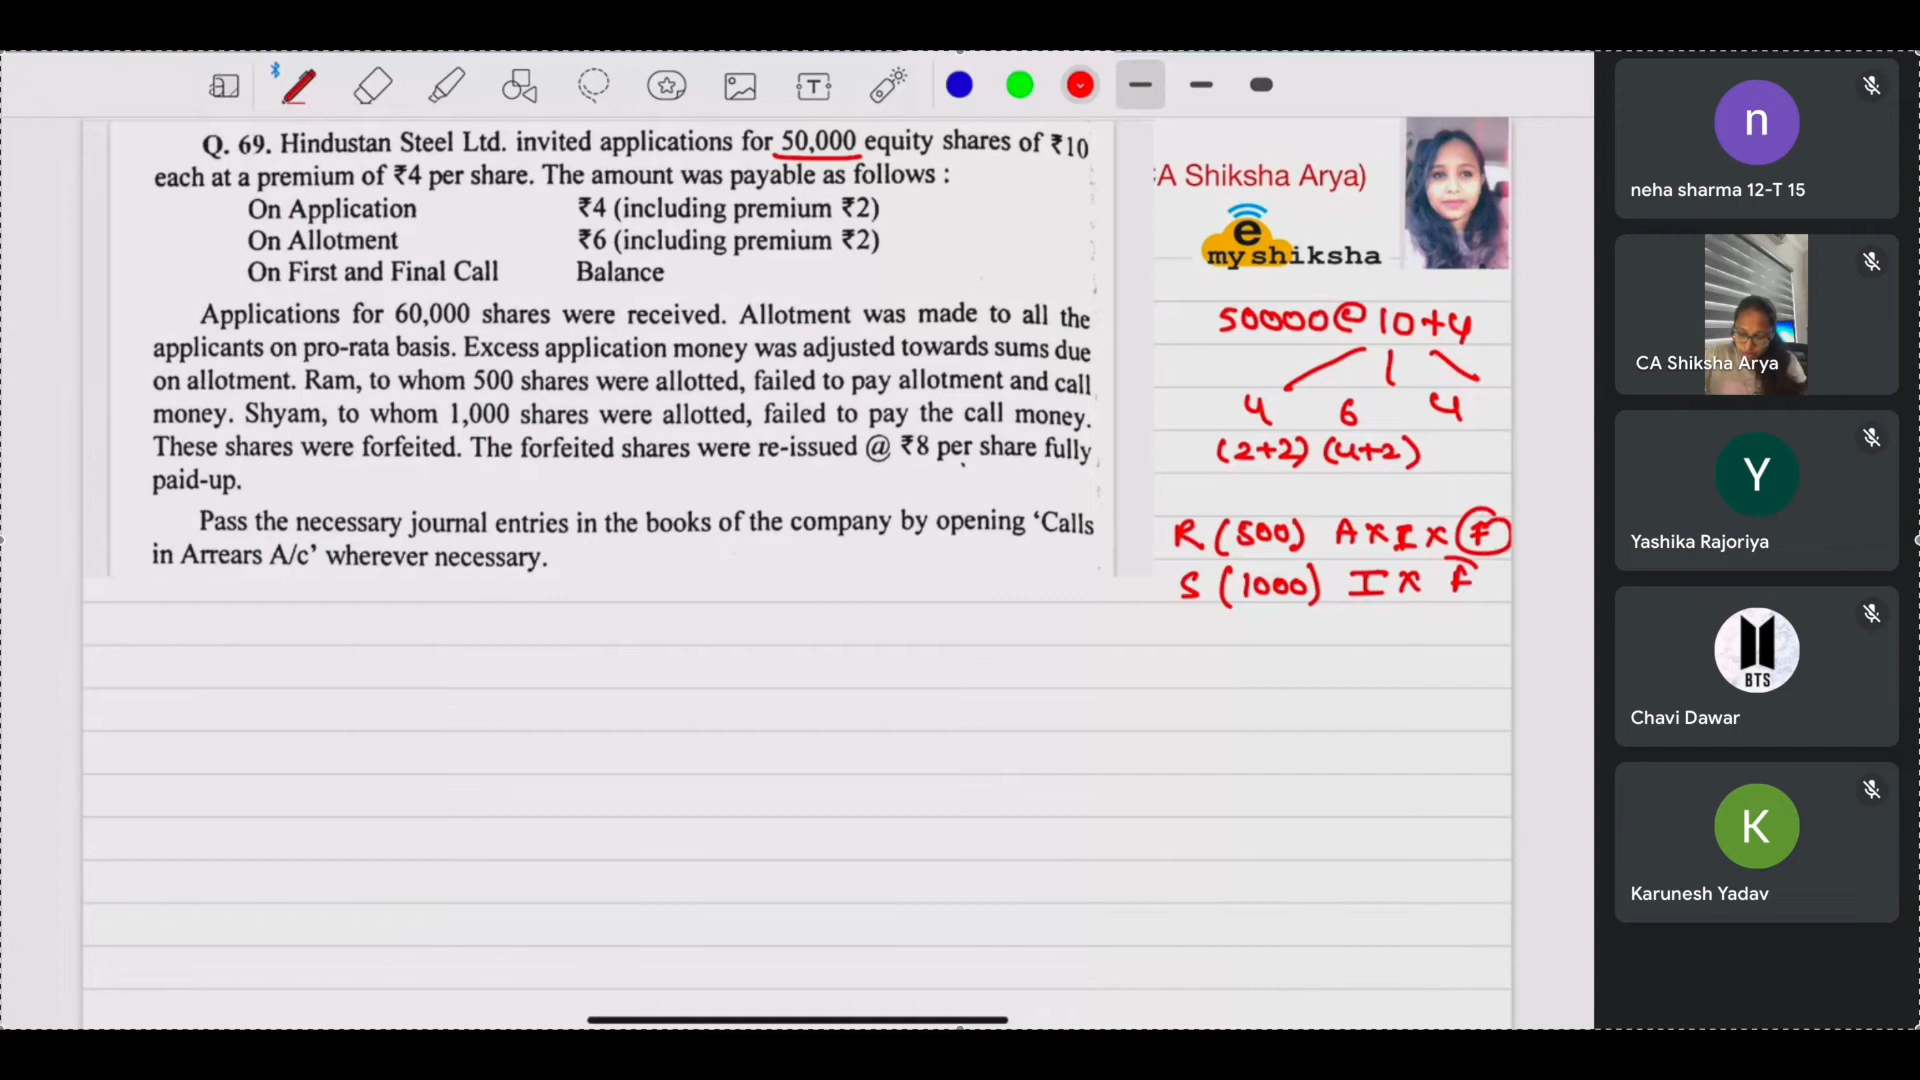 Q. 69. Hindustan Steel Ltd. invited applications for 50,000 equity shares of ₹10
each at a premium of ₹4 per share. The amount was payable as follows :
On Application ₹4 (including premium ₹2)
On Allotment ₹6 (including premium ₹2)
On First and Final Call Balance
Applications for 60,000 shares were received. Allotment was made to all the
applicants on pro-rata basis. Excess application money was adjusted towards sums due
on allotment. Ram, to whom 500 shares were allotted, failed to pay allotment and call
money. Shyam, to whom 1,000 shares were allotted, failed to pay the call money.
These shares were forfeited. The forfeited shares were re-issued @ ₹8 per share fully
paid-up.
Pass the necessary journal entries in the books of the company by opening ‘Calls
in Arrears A/c’ wherever necessary.
A Shiksha Arya)
e
myshiksha
50000@ 10+4
4 6 4
(2+2) (4+2)
R (500) A x I x F
S (1000) I x F
n
neha sharma 12-T 15
CA Shiksha Arya
Y
Yashika Rajoriya
BTS
Chavi Dawar
K
Karunesh Yadav